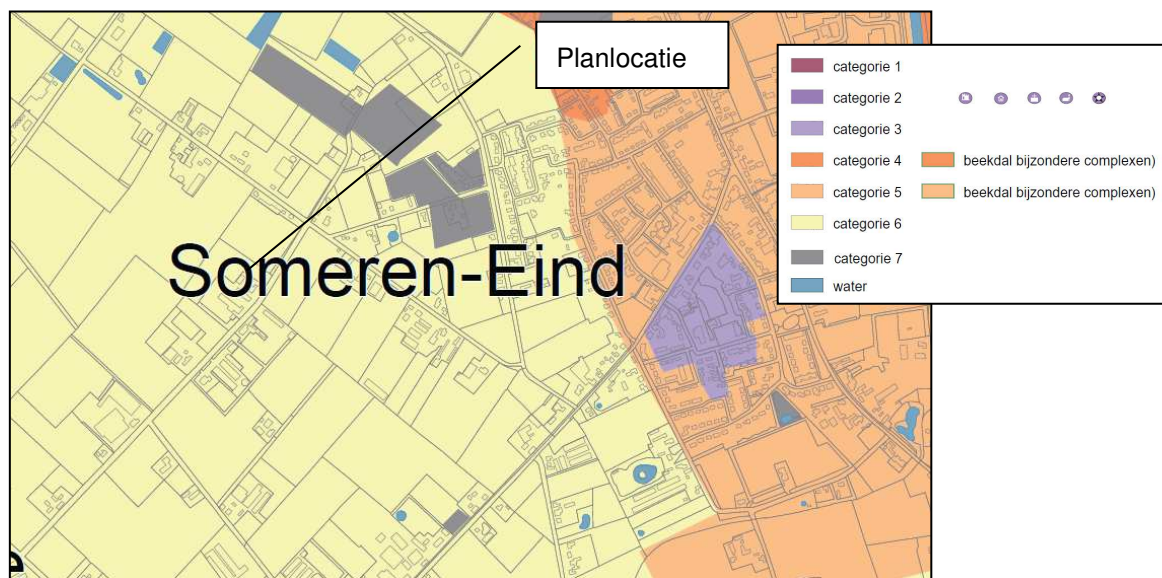 Planlocatie
Someren-Eind
e
categorie 1
categorie 2
categorie 3
categorie 4
beekdal bijzondere complexen)
categorie 5
beekdal bijzondere complexen)
categorie 6
categorie 7
water